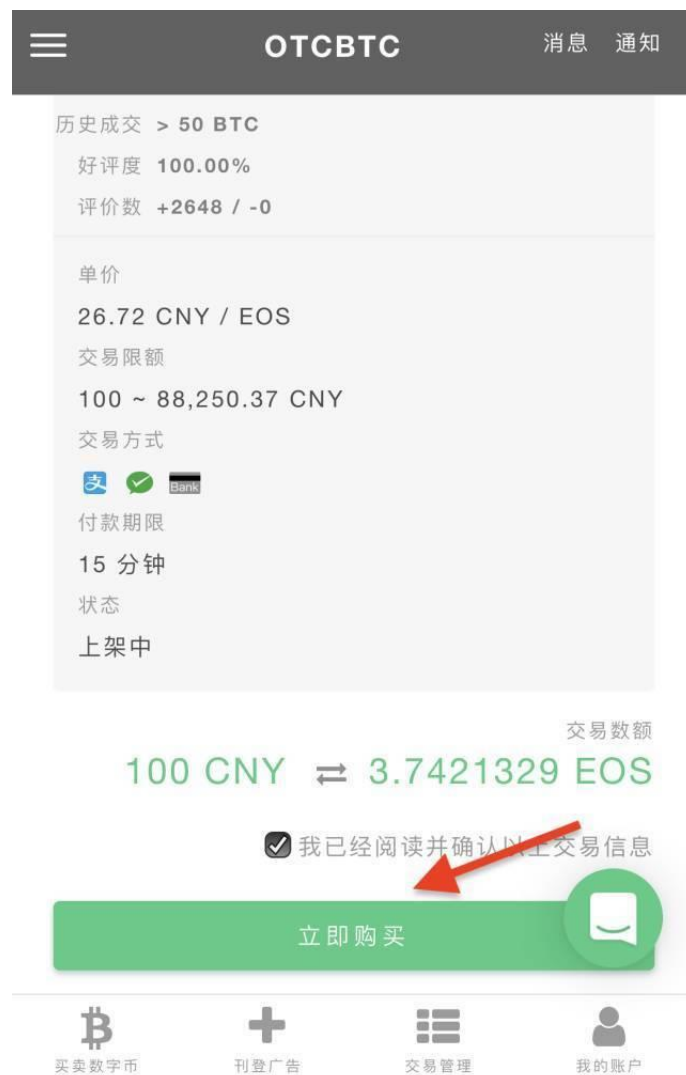 OTCBTC 消息 通知
历史成交 > 50 BTC
好评度 100.00%
评价数 +2648 / -0
单价
26.72 CNY / EOS
交易限额
100 ~ 88,250.37 CNY
交易方式
支 Bank
付款期限
15 分钟
状态
上架中
交易数额
100 CNY ⇌ 3.7421329 EOS
我已经阅读并确认以上交易信息
立即购买
买卖数字币 刊登广告 交易管理 我的账户